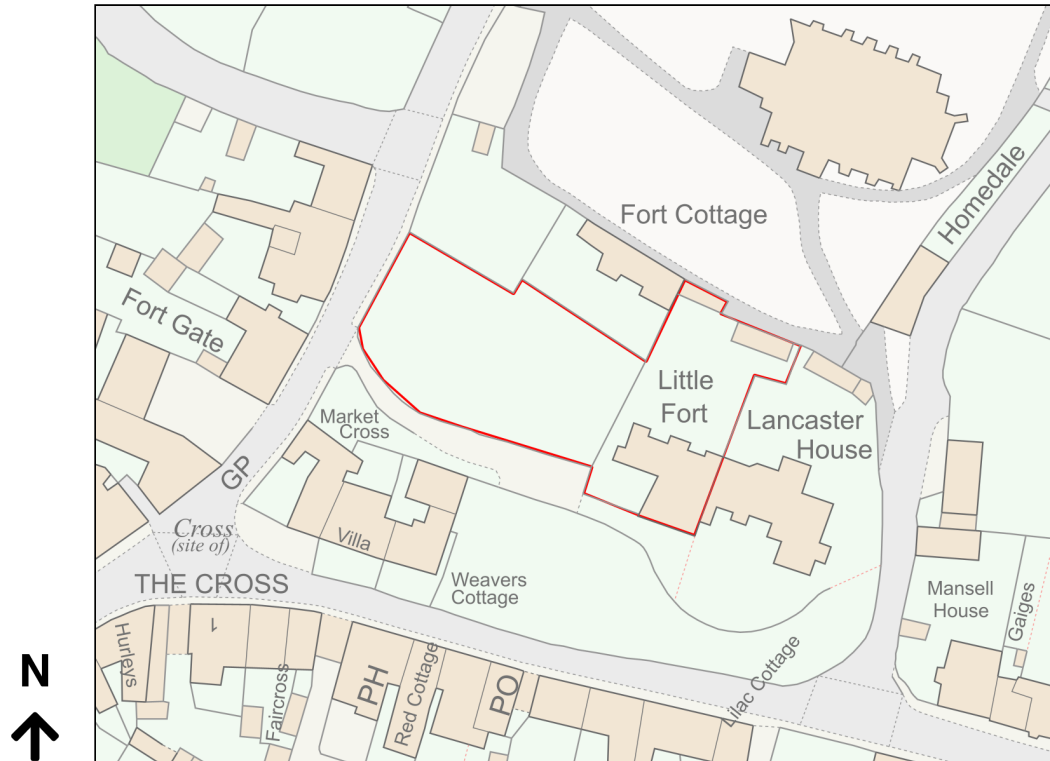 Fort Cottage
Homedale
Fort Gate
Little
Fort
Lancaster
House
Market
Cross
GP
Cross
(site of)
Villa
THE CROSS
Weavers
Cottage
Mansell
House
Gaiges
Hurleys
1
Faircross
PH
Red Cottage
PO
Lilac Cottage
N